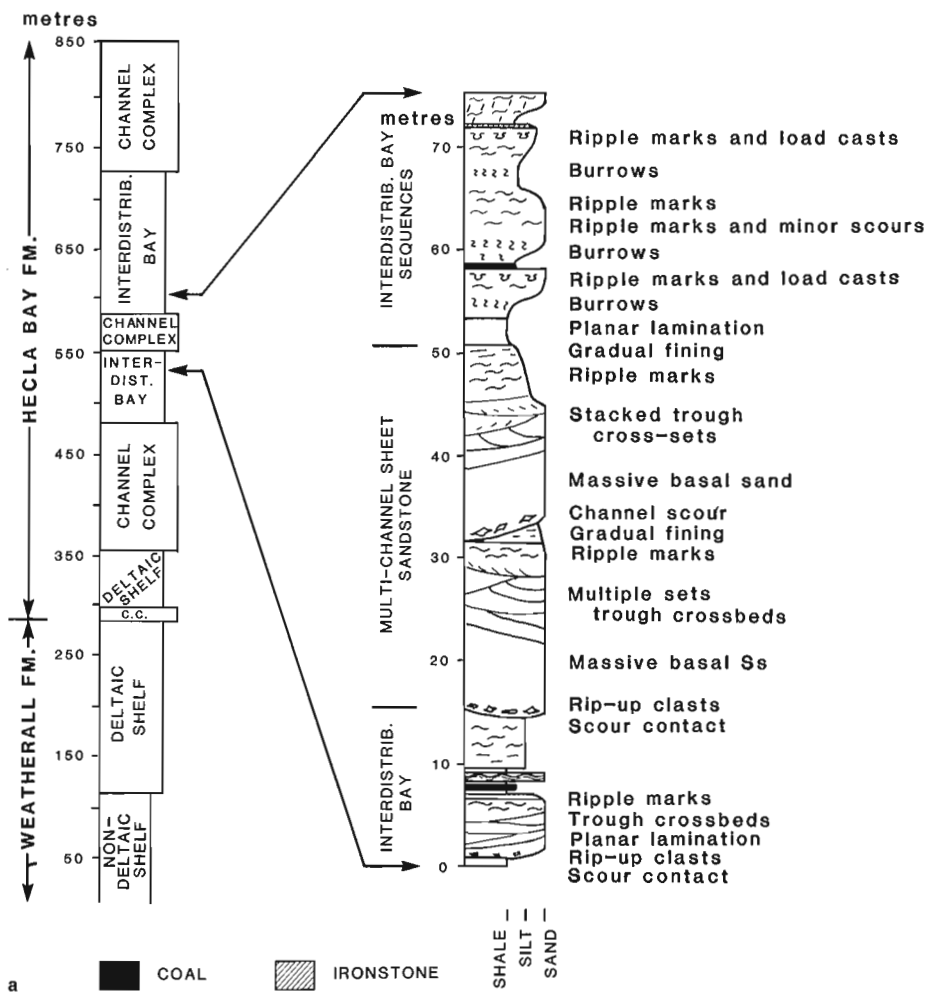 metres
850
750
650
550
450
350
250
150
50
HECLA BAY FM.
WEATHERALL FM.
CHANNEL
COMPLEX
INTERDISTRIB.
BAY
CHANNEL
COMPLEX
INTER-
DIST.
BAY
CHANNEL
COMPLEX
DELTAIC
SHELF
C.C.
DELTAIC
SHELF
NON-
DELTAIC
SHELF
metres
70
60
50
40
30
20
10
0
INTERDISTRIB. BAY
SEQUENCES
MULTI-CHANNEL SHEET
SANDSTONE
INTERDISTRIB.
BAY
Ripple marks and load casts
Burrows
Ripple marks
Ripple marks and minor scours
Burrows
Ripple marks and load casts
Burrows
Planar lamination
Gradual fining
Ripple marks
Stacked trough
cross-sets
Massive basal sand
Channel scour
Gradual fining
Ripple marks
Multiple sets
trough crossbeds
Massive basal Ss
Rip-up clasts
Scour contact
Ripple marks
Trough crossbeds
Planar lamination
Rip-up clasts
Scour contact
SHALE
SILT
SAND
a
COAL
IRONSTONE